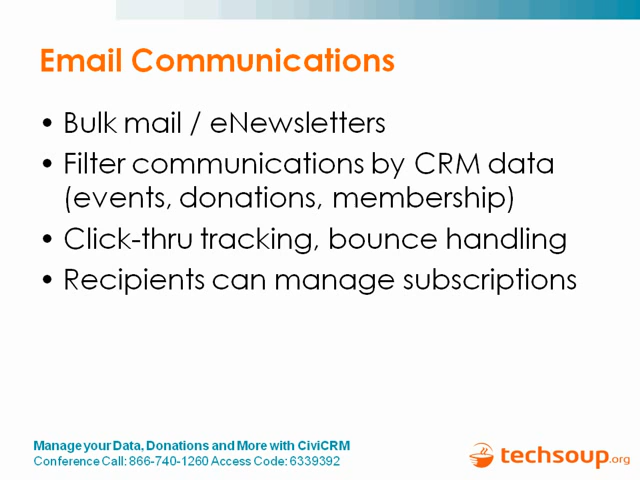 Email Communications
• Bulk mail / eNewsletters
• Filter communications by CRM data
(events, donations, membership)
• Click-thru tracking, bounce handling
• Recipients can manage subscriptions
Manage your Data, Donations and More with CiviCRM
Conference Call: 866-740-1260 Access Code: 6339392
techsoup.org